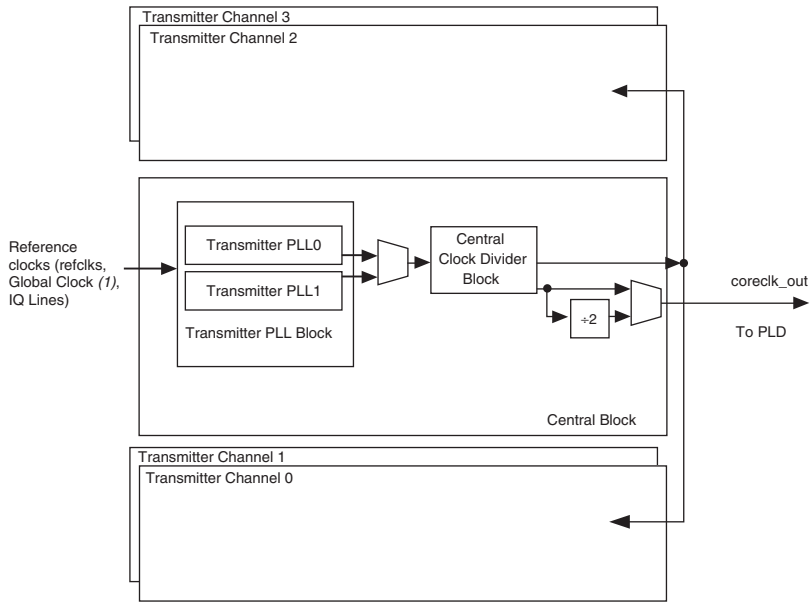 Transmitter Channel 3
Transmitter Channel 2
Reference
clocks (refclks,
Global Clock (1),
IQ Lines)
Transmitter PLL0
Transmitter PLL1
Transmitter PLL Block
Central
Clock Divider
Block
÷2
coreclk_out
To PLD
Central Block
Transmitter Channel 1
Transmitter Channel 0